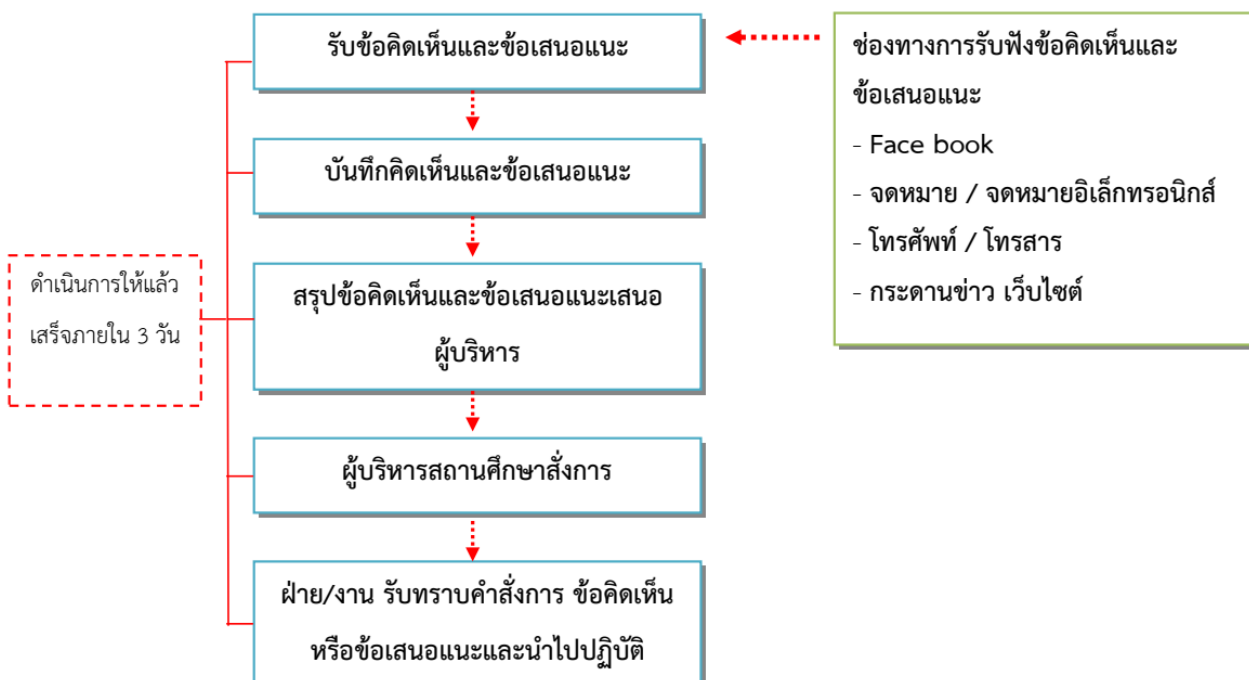 รับข้อคิดเห็นและข้อเสนอแนะ
บันทึกคิดเห็นและข้อเสนอแนะ
สรุปข้อคิดเห็นและข้อเสนอแนะเสนอ
ผู้บริหาร
ผู้บริหารสถานศึกษาสั่งการ
ฝ่าย/งาน รับทราบคำสั่งการ ข้อคิดเห็น
หรือข้อเสนอแนะและนำไปปฏิบัติ
ดำเนินการให้แล้ว
เสร็จภายใน 3 วัน
ช่องทางการรับฟังข้อคิดเห็นและ
ข้อเสนอแนะ
- Face book
- จดหมาย / จดหมายอิเล็กทรอนิกส์
- โทรศัพท์ / โทรสาร
- กระดานข่าว เว็บไซต์